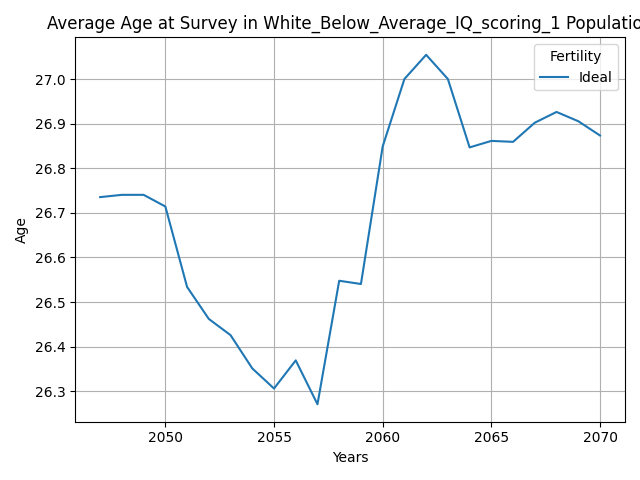 Average Age at Survey in White_Below_Average_IQ_scoring_1 Populatio
Fertility
Ideal
27.0
26.9
26.8
26.7
26.6
26.5
26.4
26.3
Age
2050 2055 2060 2065 2070
Years